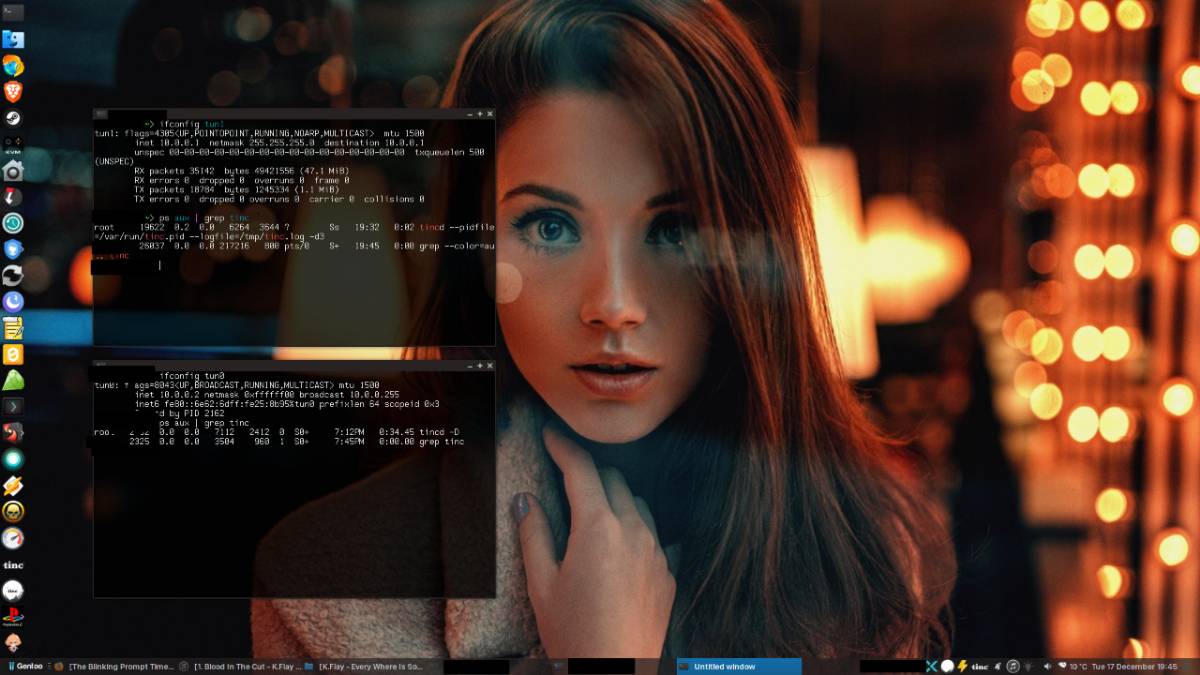 ~> ifconfig tun1
tun1: flags=4305<UP,POINTOPOINT,RUNNING,NOARP,MULTICAST>  mtu 1500
inet 10.0.0.1  netmask 255.255.255.0  destination 10.0.0.1
unspec 00-00-00-00-00-00-00-00-00-00-00-00-00-00-00-00  txqueuelen 500
(UNSPEC)
RX packets 35142  bytes 49421556 (47.1 MiB)
RX errors 0  dropped 0  overruns 0  frame 0
TX packets 18784  bytes 1245334 (1.1 MiB)
TX errors 0  dropped 0 overruns 0  carrier 0  collisions 0
~> ps aux | grep tinc
root 19622 0.2 0.0 6264 3644 ? Ss 19:32 0:02 tincd --pidfile
=/var/run/tinc.pid --logfile=/tmp/tinc.log -d3
26037 0.0 0.0 217216 800 pts/0 S+ 19:45 0:00 grep --color=au
ifconfig tun0
tun0: ags=8043<UP,BROADCAST,RUNNING,MULTICAST> mtu 1500
inet 10.0.0.2 netmask 0xffffff00 broadcast 10.0.0.255
inet6 fe80::6e62:6dff:fe25:8b95%tun0 prefixlen 64 scopeid 0x3
d by PID 2162
ps aux | grep tinc
0.0 0.0 7112 2412 0 S0+ 7:12PM 0:34.45 tincd -D
2325 0.0 0.0 3504 960 1 S0+ 7:45PM 0:00.00 grep tinc
tinc
Gentoo
[The Blinking Prompt Time...
[1. Blood In The Cut - K.Flay ...
[K.Flay - Every Where Is So...
Untitled window
tinc
10 °C
Tue 17 December 19:45